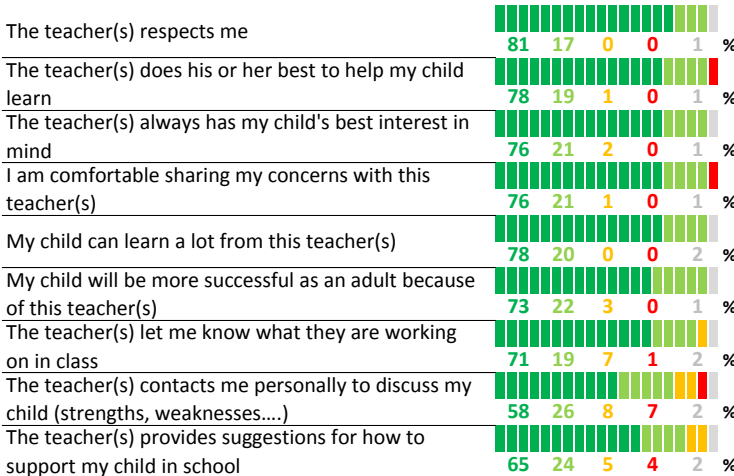 The teacher(s) respects me
81 17 0 0 1 %
The teacher(s) does his or her best to help my child
learn
78 19 1 0 1 %
The teacher(s) always has my child's best interest in
mind
76 21 2 0 1 %
I am comfortable sharing my concerns with this
teacher(s)
76 21 1 0 1 %
My child can learn a lot from this teacher(s)
78 20 0 0 2 %
My child will be more successful as an adult because
of this teacher(s)
73 22 3 0 1 %
The teacher(s) let me know what they are working
on in class
71 19 7 1 2 %
The teacher(s) contacts me personally to discuss my
child (strengths, weaknesses....)
58 26 8 7 2 %
The teacher(s) provides suggestions for how to
support my child in school
65 24 5 4 2 %